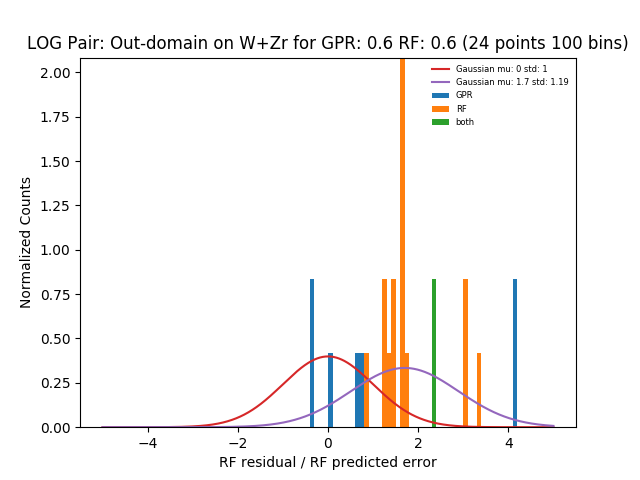 LOG Pair: Out-domain on W+Zr for GPR: 0.6 RF: 0.6 (24 points 100 bins)
Gaussian mu: 0 std: 1
Gaussian mu: 1.7 std: 1.19
GPR
RF
both
2.00
1.75
1.50
1.25
1.00
0.75
0.50
0.25
0.00
Normalized Counts
−4 −2 0 2 4
RF residual / RF predicted error